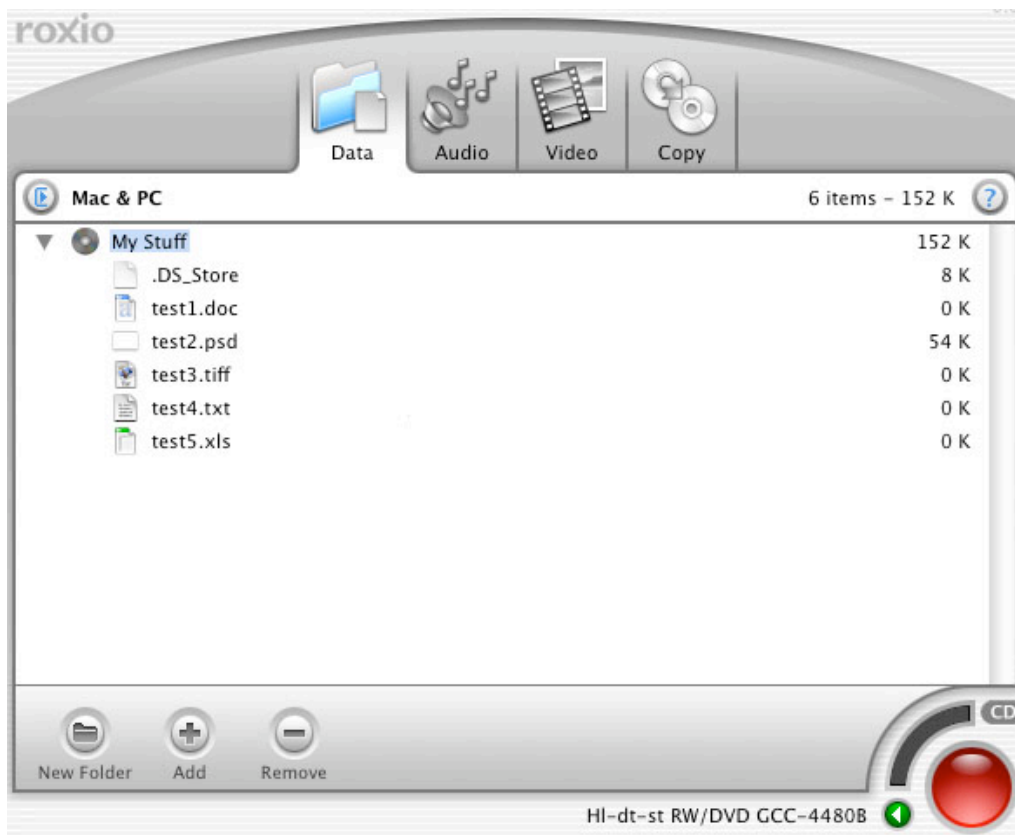 roxio
Data Audio Video Copy
Mac & PC 6 items – 152 K ?
My Stuff 152 K
.DS_Store 8 K
test1.doc 0 K
test2.psd 54 K
test3.tiff 0 K
test4.txt 0 K
test5.xls 0 K
CD
New Folder Add Remove
Hl-dt-st RW/DVD GCC-4480B